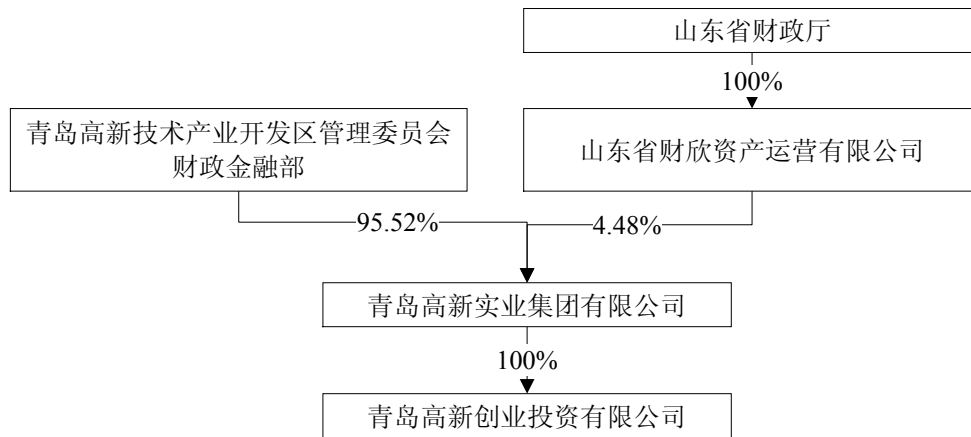 山东省财政厅
100%
青岛高新技术产业开发区管理委员会
财政金融部
山东省财欣资产运营有限公司
95.52%
4.48%
青岛高新实业集团有限公司
100%
青岛高新创业投资有限公司